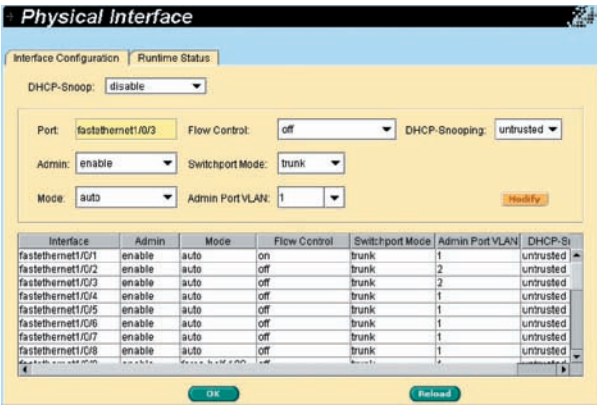 Physical Interface
Interface Configuration Runtime Status
DHCP-Snoop: disable
Port: fastethernet1/0/3 Flow Control: off DHCP-Snooping: untrusted
Admin: enable Switchport Mode: trunk
Mode: auto Admin Port VLAN: 1
Modify
Interface Admin Mode Flow Control Switchport Mode Admin Port VLAN DHCP-Sn
fastethernet1/0/1 enable auto on trunk 1 untrusted
fastethernet1/0/2 enable auto off trunk 2 untrusted
fastethernet1/0/3 enable auto off trunk 2 untrusted
fastethernet1/0/4 enable auto off trunk 1 untrusted
fastethernet1/0/5 enable auto off trunk 1 untrusted
fastethernet1/0/6 enable auto off trunk 1 untrusted
fastethernet1/0/7 enable auto off trunk 1 untrusted
fastethernet1/0/8 enable auto off trunk 1 untrusted
OK Reload